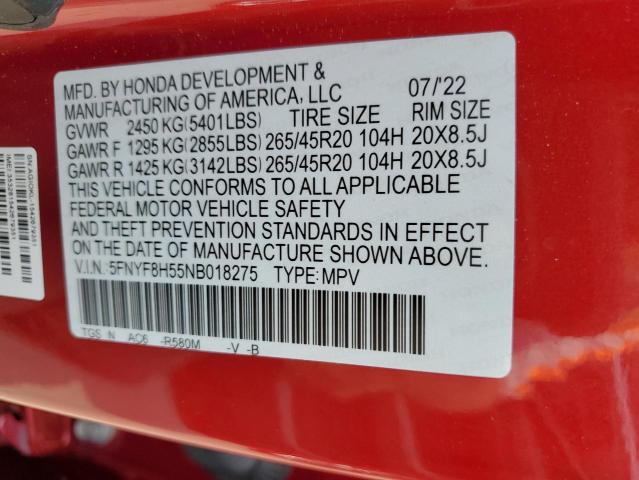 MFD. BY HONDA DEVELOPMENT &
MANUFACTURING OF AMERICA, LLC 07/'22
GVWR 2450 KG(5401LBS) TIRE SIZE RIM SIZE
GAWR F 1295 KG(2855LBS) 265/45R20 104H 20X8.5J
GAWR R 1425 KG(3142LBS) 265/45R20 104H 20X8.5J
THIS VEHICLE CONFORMS TO ALL APPLICABLE
FEDERAL MOTOR VEHICLE SAFETY
AND THEFT PREVENTION STANDARDS IN EFFECT
ON THE DATE OF MANUFACTURE SHOWN ABOVE.
V.I.N.: 5FNYF8H55NB018275 TYPE: MPV
TGS N AC6 -R580M -V -B